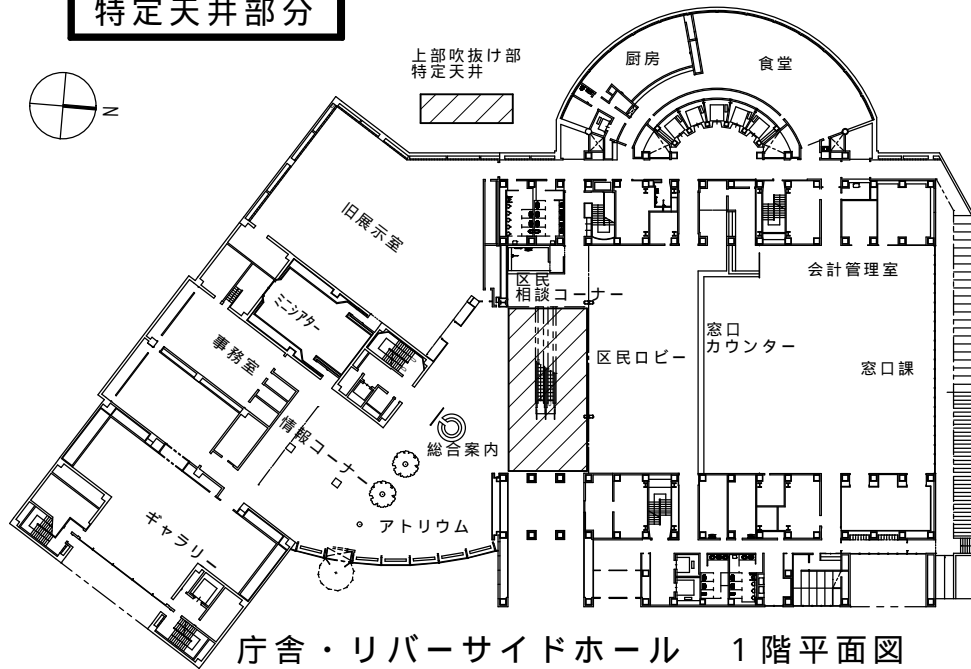 特定天井部分
上部吹抜け部
特定天井
N
厨房
食堂
旧展示室
区民
相談コーナー
会計管理室
ミニシアター
事務室
区民ロビー
窓口
カウンター
窓口課
情報コーナー
総合案内
アトリウム
ギャラリー
庁舎・リバーサイドホール　1階平面図